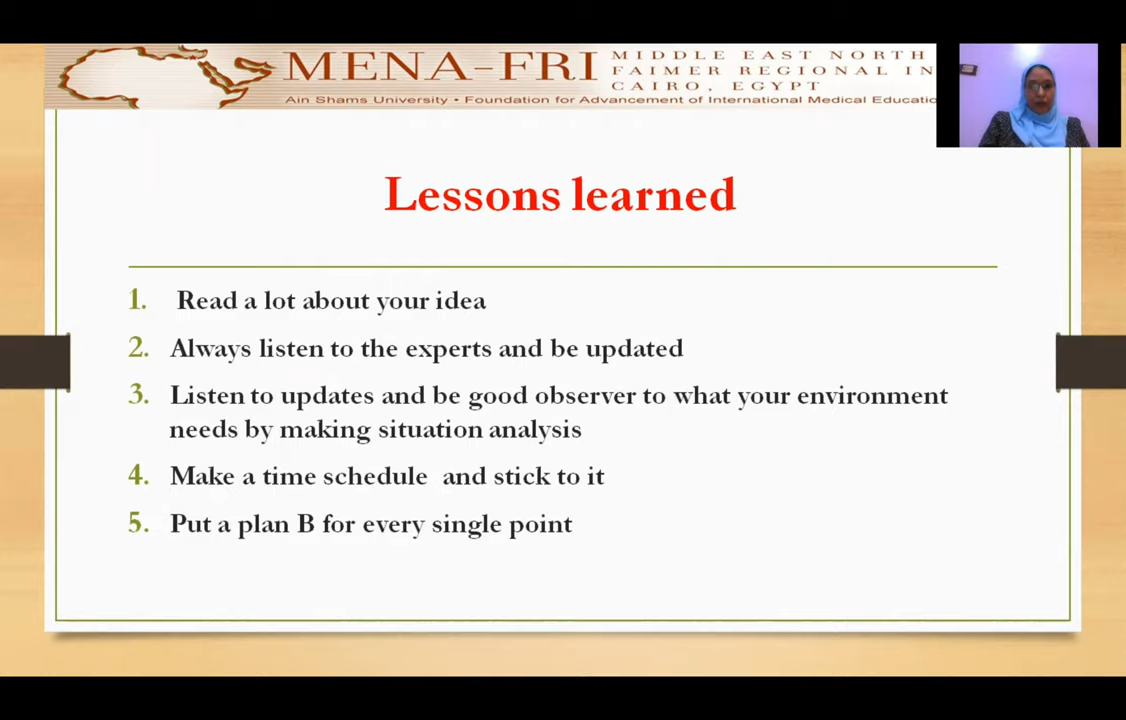 MENA-FRI
MIDDLE EAST NORTH
FAIMER REGIONAL IN
CAIRO, EGYPT
Ain Shams University • Foundation for Advancement of International Medical Educatio
Lessons learned
1. Read a lot about your idea
2. Always listen to the experts and be updated
3. Listen to updates and be good observer to what your environment
needs by making situation analysis
4. Make a time schedule and stick to it
5. Put a plan B for every single point